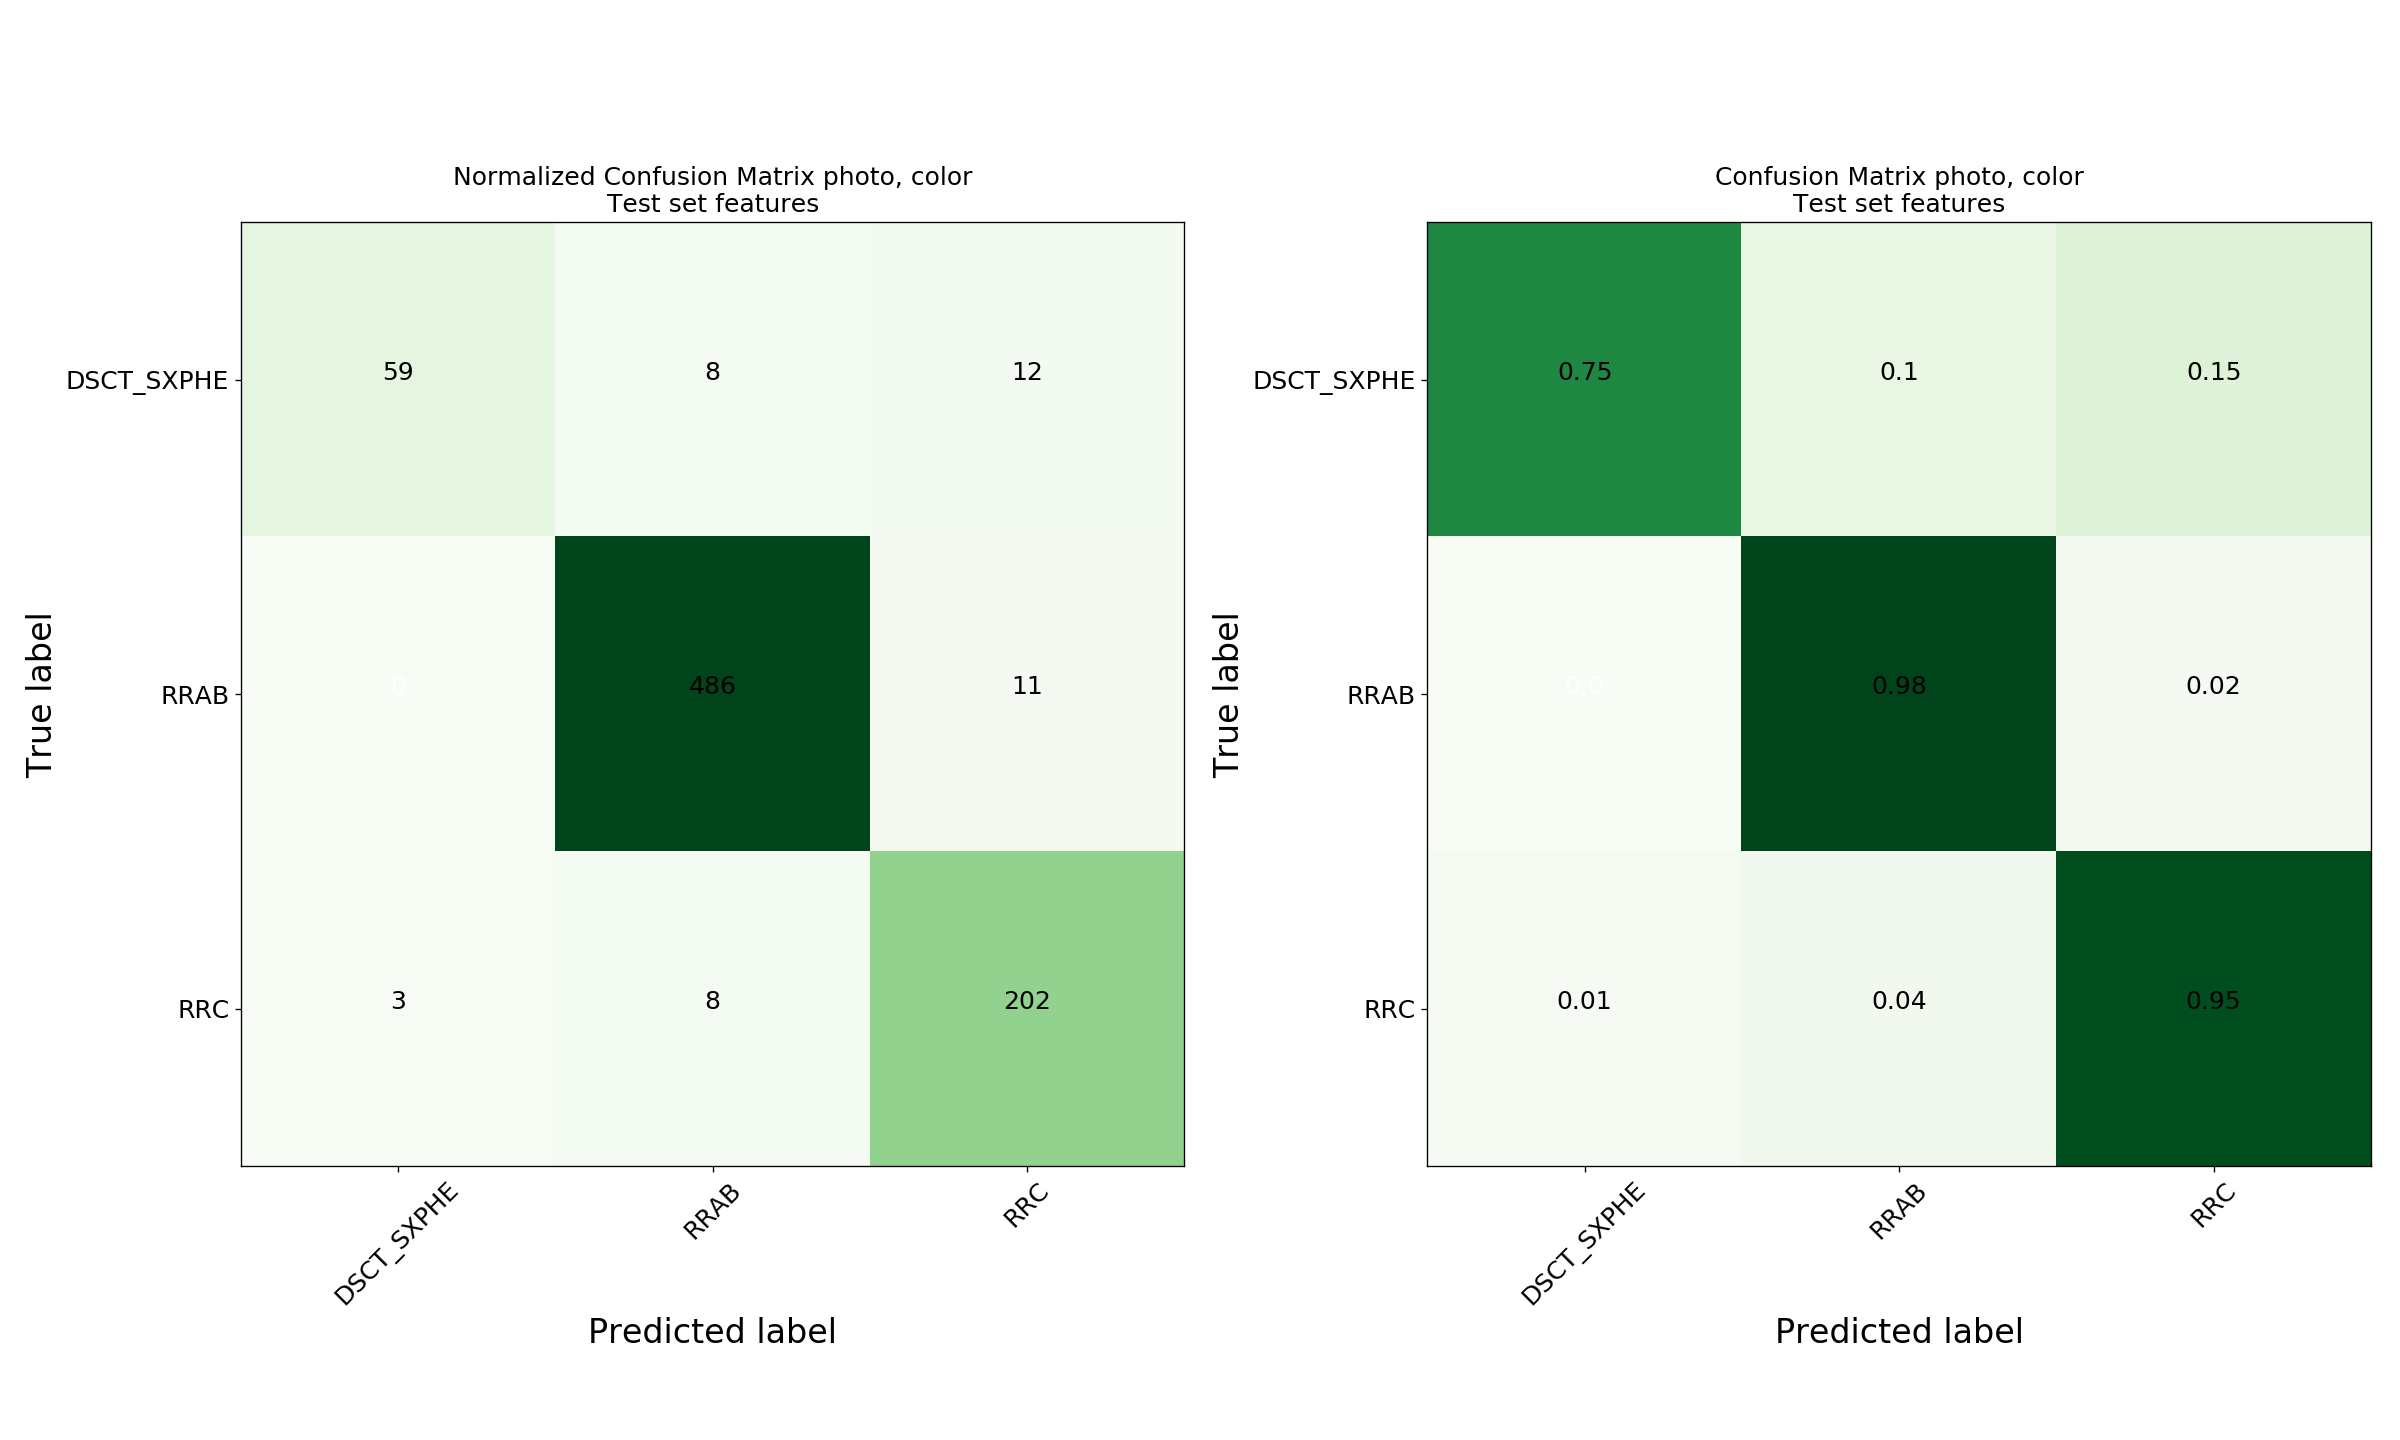 Normalized Confusion Matrix photo, color
Test set features
True label
DSCT_SXPHE
59
8
12
RRAB
0
486
11
RRC
3
8
202
DSCT_SXPHE
RRAB
RRC
Predicted label
Confusion Matrix photo, color
Test set features
True label
DSCT_SXPHE
0.75
0.1
0.15
RRAB
0.0
0.98
0.02
RRC
0.01
0.04
0.95
DSCT_SXPHE
RRAB
RRC
Predicted label